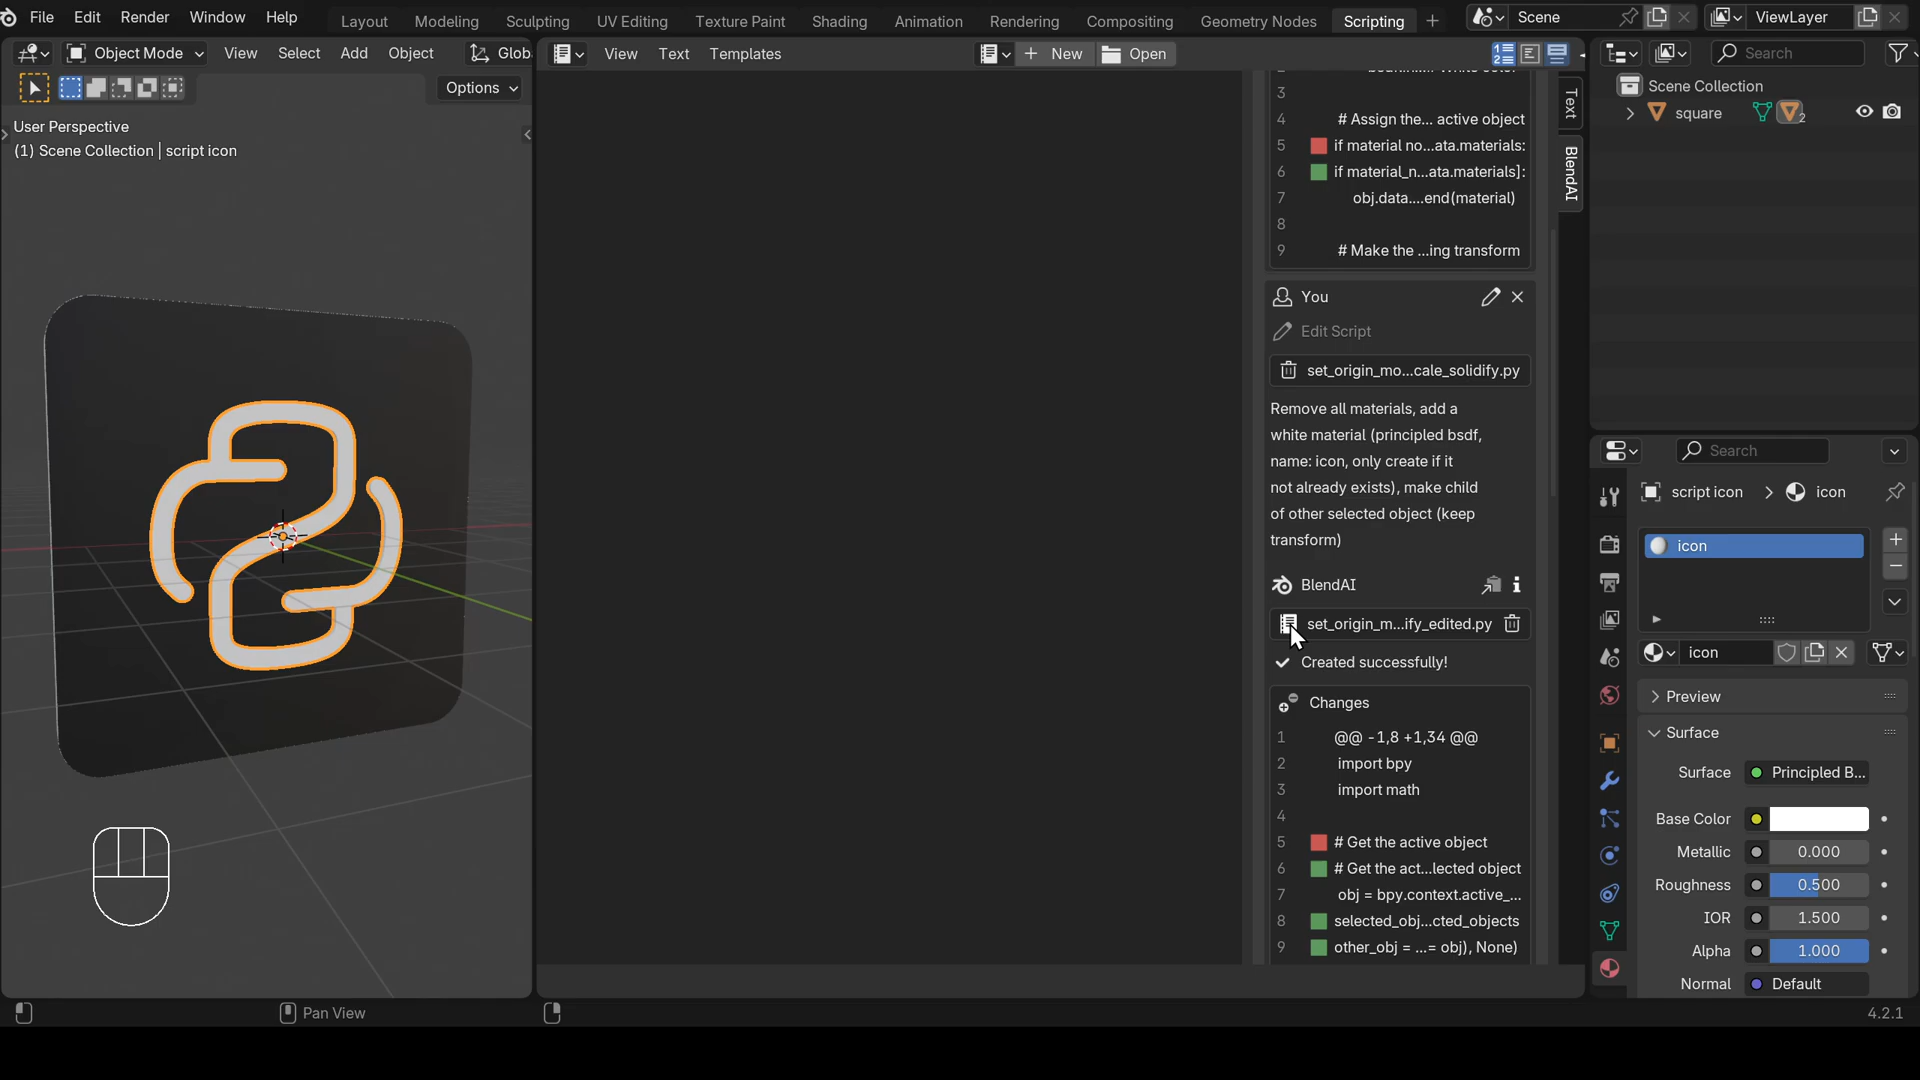 File Edit Render Window Help
Layout Modeling Sculpting UV Editing Texture Paint Shading Animation Rendering Compositing Geometry Nodes Scripting
Scene
ViewLayer
Object Mode View Select Add Object Glob
View Text Templates
New Open
Search
Options
User Perspective
(1) Scene Collection | script icon
3
4 # Assign the... active object
5 if material no...ata.materials:
6 if material_n...ata.materials]:
7 obj.data....end(material)
8
9 # Make the ...ing transform
You
Edit Script
set_origin_mo...cale_solidify.py
Remove all materials, add a
white material (principled bsdf,
name: icon, only create if it
not already exists), make child
of other selected object (keep
transform)
BlendAI
set_origin_m...ify_edited.py
Created successfully!
Changes
1 @@ -1,8 +1,34 @@
2 import bpy
3 import math
4
5 # Get the active object
6 # Get the act...lected object
7 obj = bpy.context.active_...
8 selected_obj...cted_objects
9 other_obj = ...= obj), None)
Text
BlendAI
Scene Collection
square
2
Search
script icon
icon
icon
icon
Preview
Surface
Surface Principled B...
Base Color
Metallic 0.000
Roughness 0.500
IOR 1.500
Alpha 1.000
Normal Default
Pan View
4.2.1